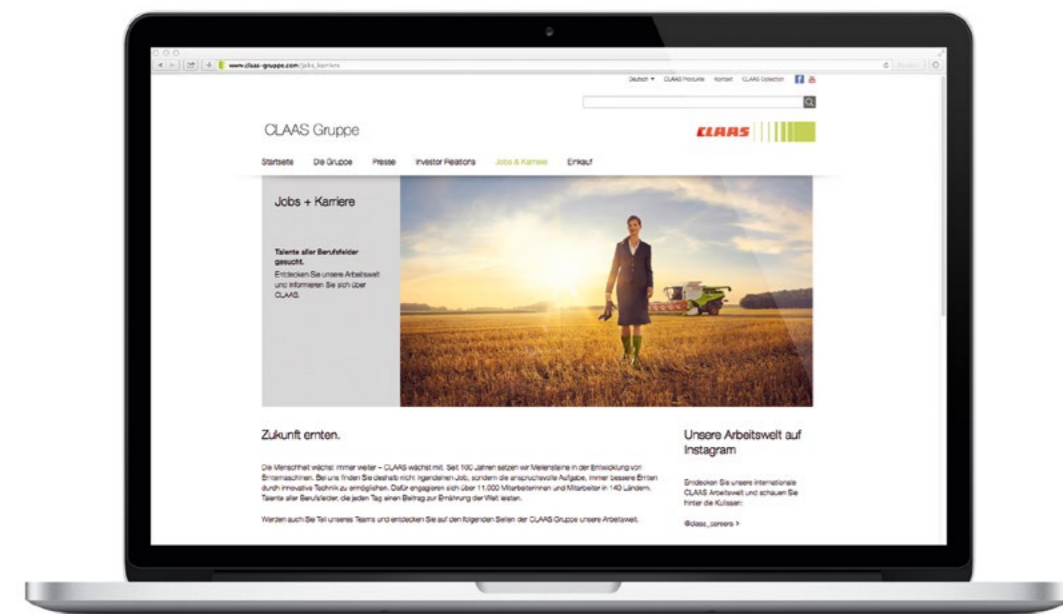 www.claas-gruppe.com/jobs_karriere
Deutsch CLAAS Produkte Kontakt CLAAS Collection
CLAAS Gruppe
CLAAS
Startseite Die Gruppe Presse Investor Relations Jobs & Karriere Einkauf
Jobs + Karriere
Talente aller Berufsfelder
gesucht.
Entdecken Sie unsere Arbeitswelt
und informieren Sie sich über
CLAAS.
Zukunft ernten.
Die Menschheit wächst immer weiter – CLAAS wächst mit. Seit 100 Jahren setzen wir Meilensteine in der Entwicklung von
Erntemaschinen. Bei uns finden Sie deshalb nicht irgendeinen Job, sondern die anspruchsvolle Aufgabe, immer bessere Ernten
durch innovative Technik zu ermöglichen. Dafür engagieren sich über 11.000 Mitarbeiterinnen und Mitarbeiter in 140 Ländern.
Talente aller Berufsfelder, die jeden Tag einen Beitrag zur Ernährung der Welt leisten.
Werden auch Sie Teil unseres Teams und entdecken Sie auf den folgenden Seiten der CLAAS Gruppe unsere Arbeitswelt.
Unsere Arbeitswelt auf
Instagram
Entdecken Sie unsere internationale
CLAAS Arbeitswelt und schauen Sie
hinter die Kulissen:
@claas_careers >